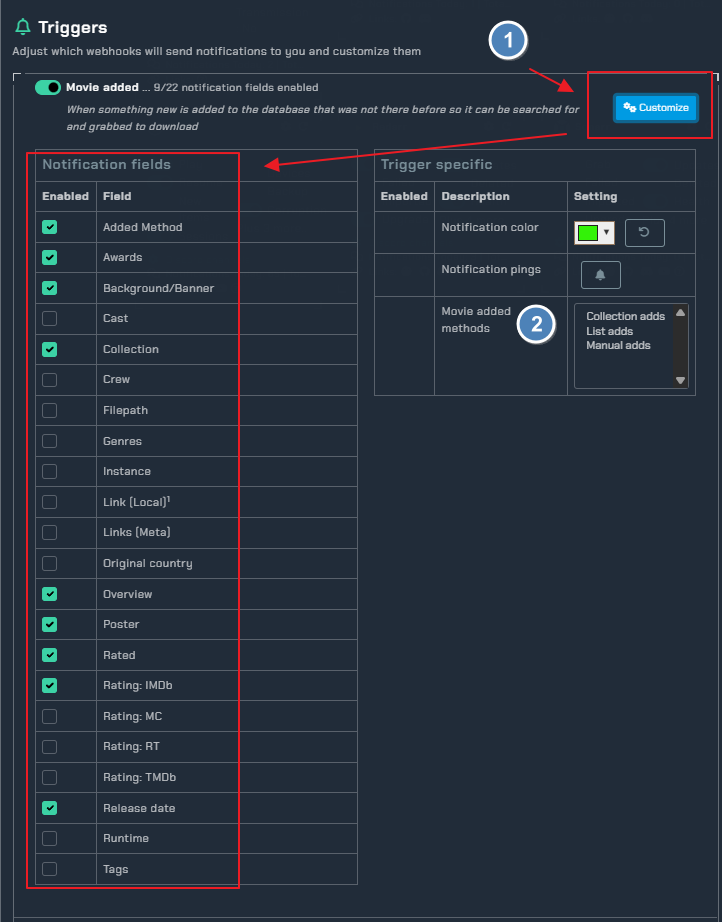 Triggers
Adjust which webhooks will send notifications to you and customize them
1
Movie added ... 9/22 notification fields enabled
When something new is added to the database that was not there before so it can be searched for
and grabbed to download
Customize
Notification fields
Enabled Field
Added Method
Awards
Background/Banner
Cast
Collection
Crew
Filepath
Genres
Instance
Link (Local)¹
Links (Meta)
Original country
Overview
Poster
Rated
Rating: IMDb
Rating: MC
Rating: RT
Rating: TMDb
Release date
Runtime
Tags
Trigger specific
Enabled Description Setting
Notification color
Notification pings
Movie added
methods
2
Collection adds
List adds
Manual adds